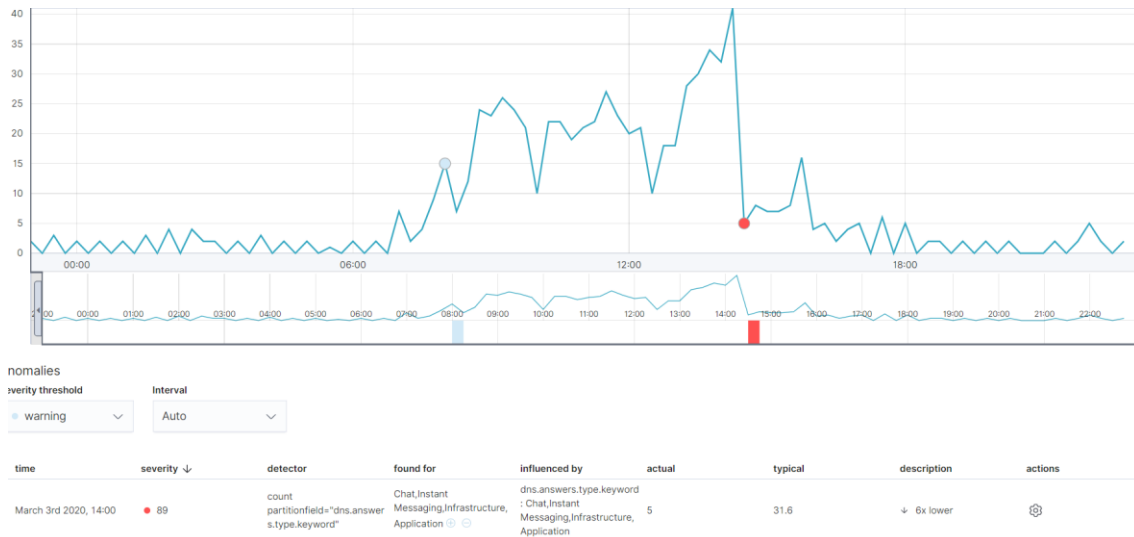 40
35
30
25
20
15
10
5
0
00:00 06:00 12:00 18:00
00:00 01:00 02:00 03:00 04:00 05:00 06:00 07:00 08:00 09:00 10:00 11:00 12:00 13:00 14:00 15:00 16:00 17:00 18:00 19:00 20:00 21:00 22:00
nomalies
everity threshold Interval
warning Auto
time severity detector found for influenced by actual typical description actions
March 3rd 2020, 14:00
89
count
partitionfield="dns.answer
s.type.keyword"
Chat,Instant
Messaging,Infrastructure,
Application
dns.answers.type.keyword
: Chat,Instant
Messaging,Infrastructure,
Application
5
31.6
6x lower